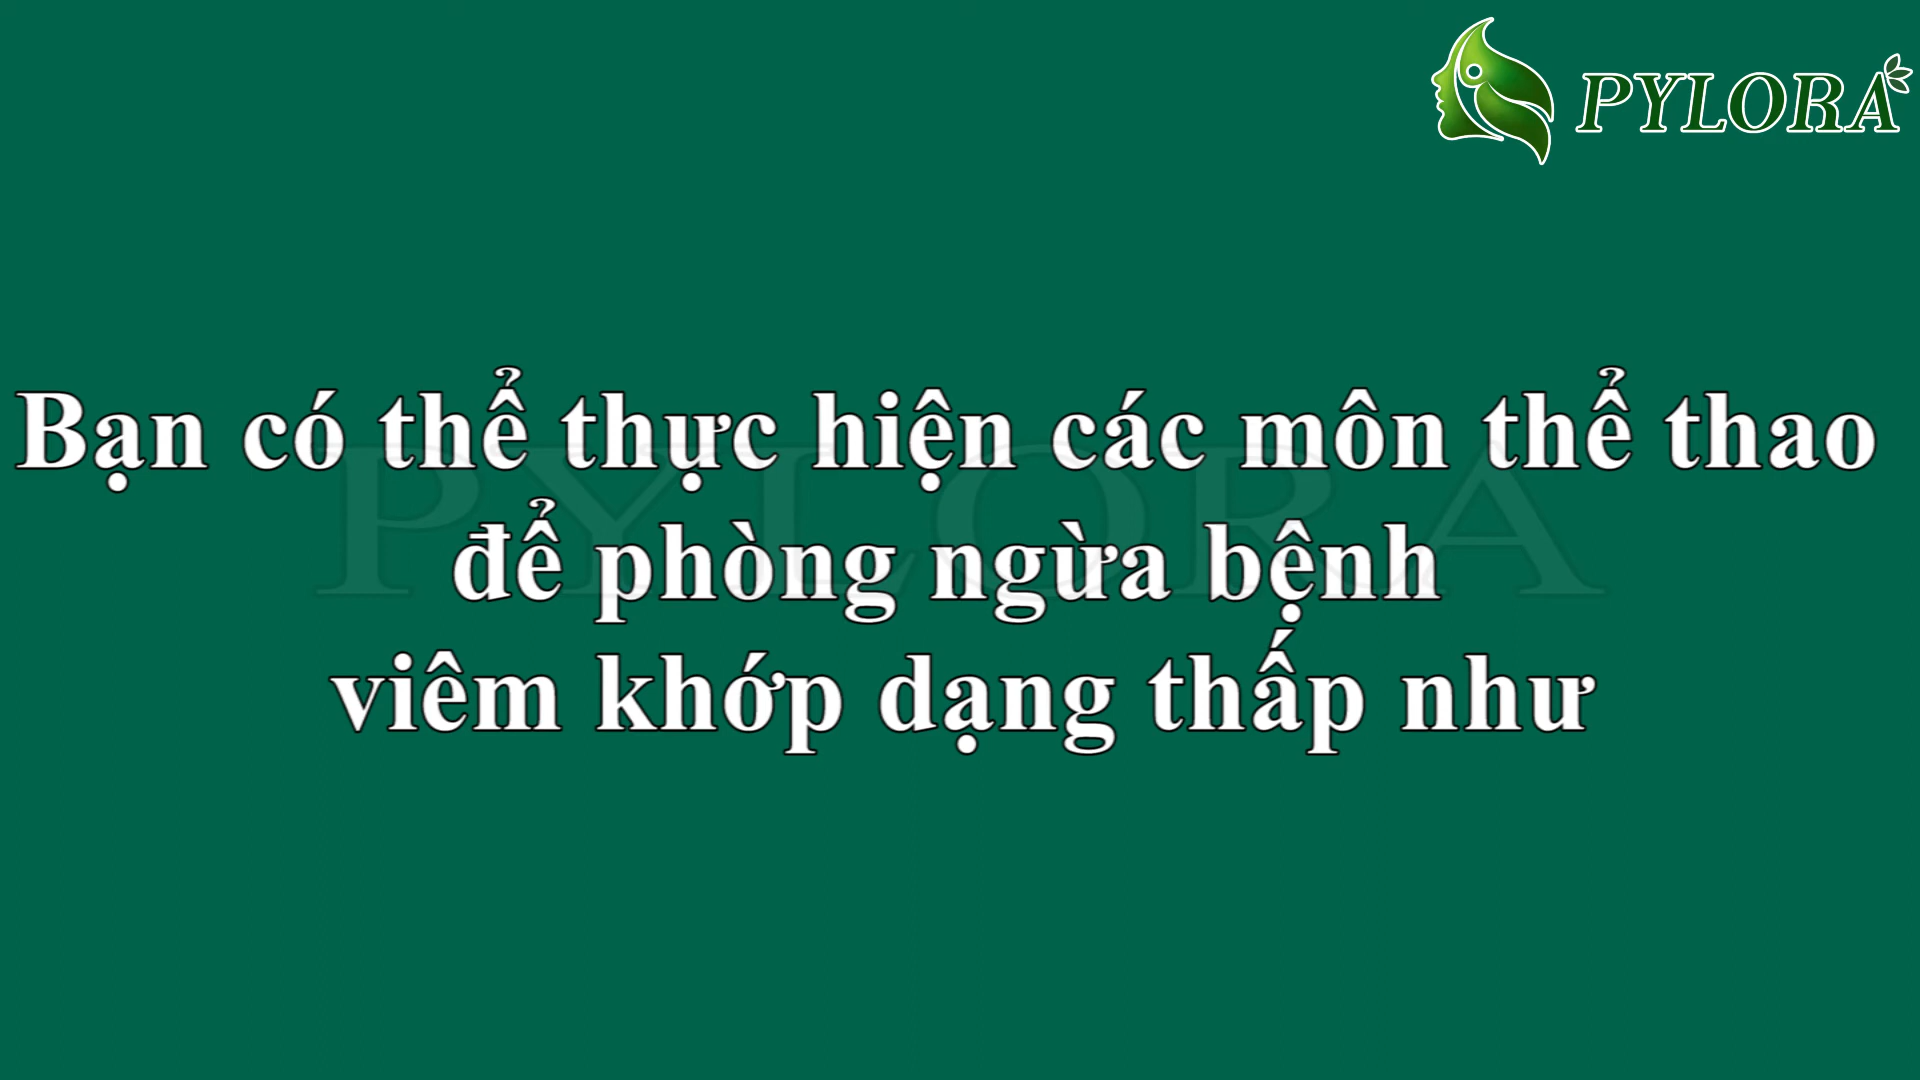 PYLORA
Bạn có thể thực hiện các môn thể thao
để phòng ngừa bệnh
viêm khớp dạng thấp như
PYLORA